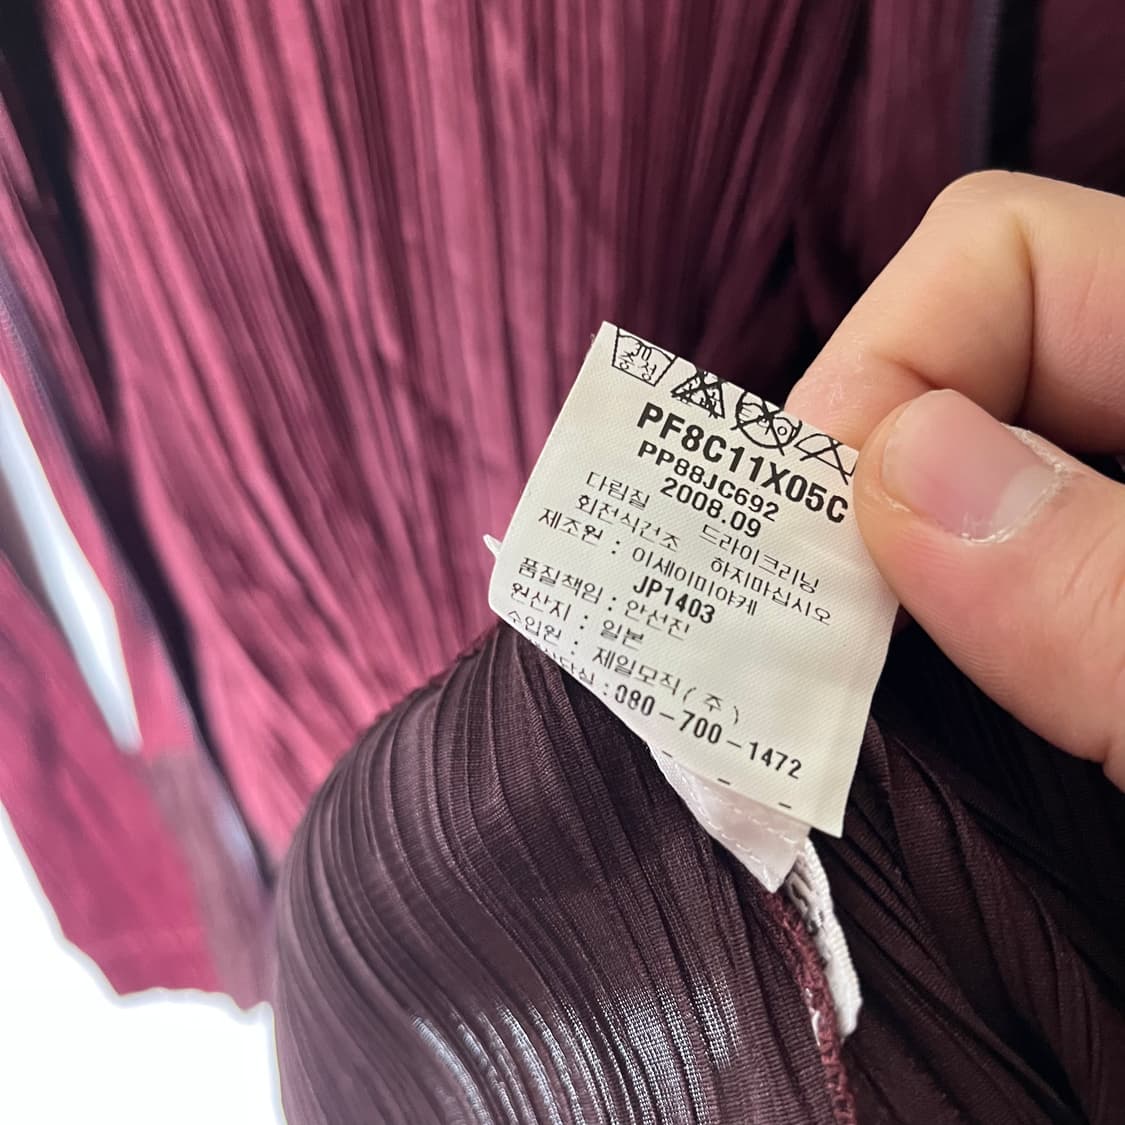 30
중성
PF8C11X05C
PP88JC692
2008.09
다림질 드라이크리닝
회전식건조 하지마십시오
제조원 : 이세이미야케
JP1403
품질책임 : 안선진
원산지 : 일본
수입원 : 제일모직(주)
: 080-700-1472